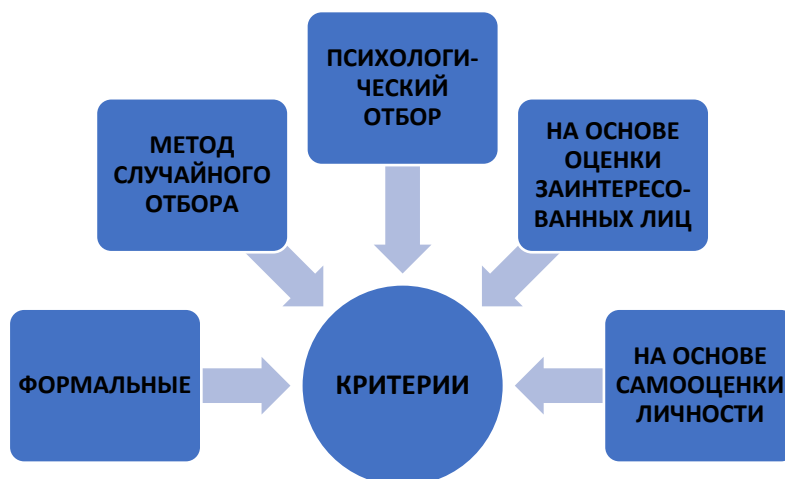 ПСИХОЛОГИ-
ЧЕСКИЙ
ОТБОР
МЕТОД
СЛУЧАЙНОГО
ОТБОРА
НА ОСНОВЕ
ОЦЕНКИ
ЗАИНТЕРЕСО-
ВАННЫХ ЛИЦ
ФОРМАЛЬНЫЕ
КРИТЕРИИ
НА ОСНОВЕ
САМООЦЕНКИ
ЛИЧНОСТИ